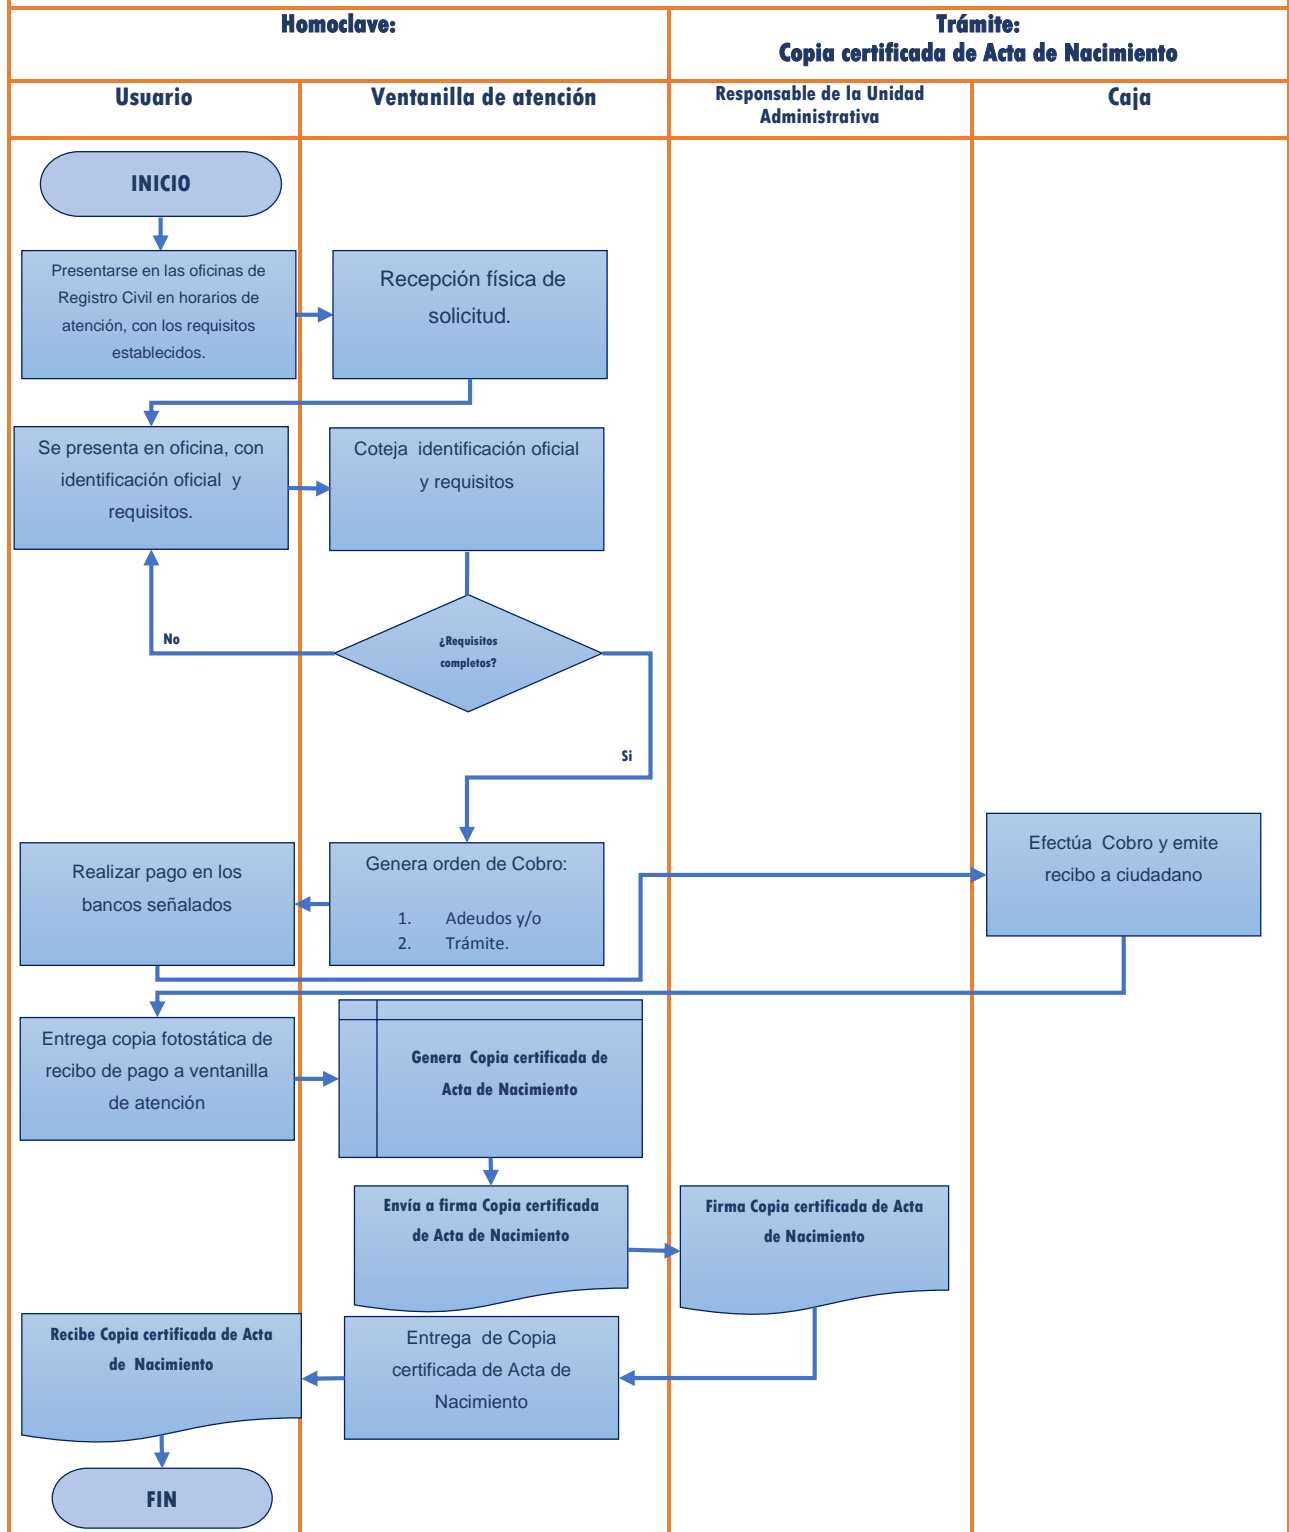 Homoclave:
Trámite:
Copia certificada de Acta de Nacimiento
Usuario
Ventanilla de atención
Responsable de la Unidad
Administrativa
Caja
INICIO
Presentarse en las oficinas de
Registro Civil en horarios de
atención, con los requisitos
establecidos.
Recepción física de
solicitud.
Se presenta en oficina, con
identificación oficial y
requisitos.
Coteja identificación oficial
y requisitos
¿Requisitos
completos?
No
Si
Efectúa Cobro y emite
recibo a ciudadano
Genera orden de Cobro:
1. Adeudos y/o
2. Trámite.
Realizar pago en los
bancos señalados
Entrega copia fotostática de
recibo de pago a ventanilla
de atención
Genera Copia certificada de
Acta de Nacimiento
Envía a firma Copia certificada
de Acta de Nacimiento
Firma Copia certificada de Acta
de Nacimiento
Entrega de Copia
certificada de Acta de
Nacimiento
Recibe Copia certificada de Acta
de Nacimiento
FIN